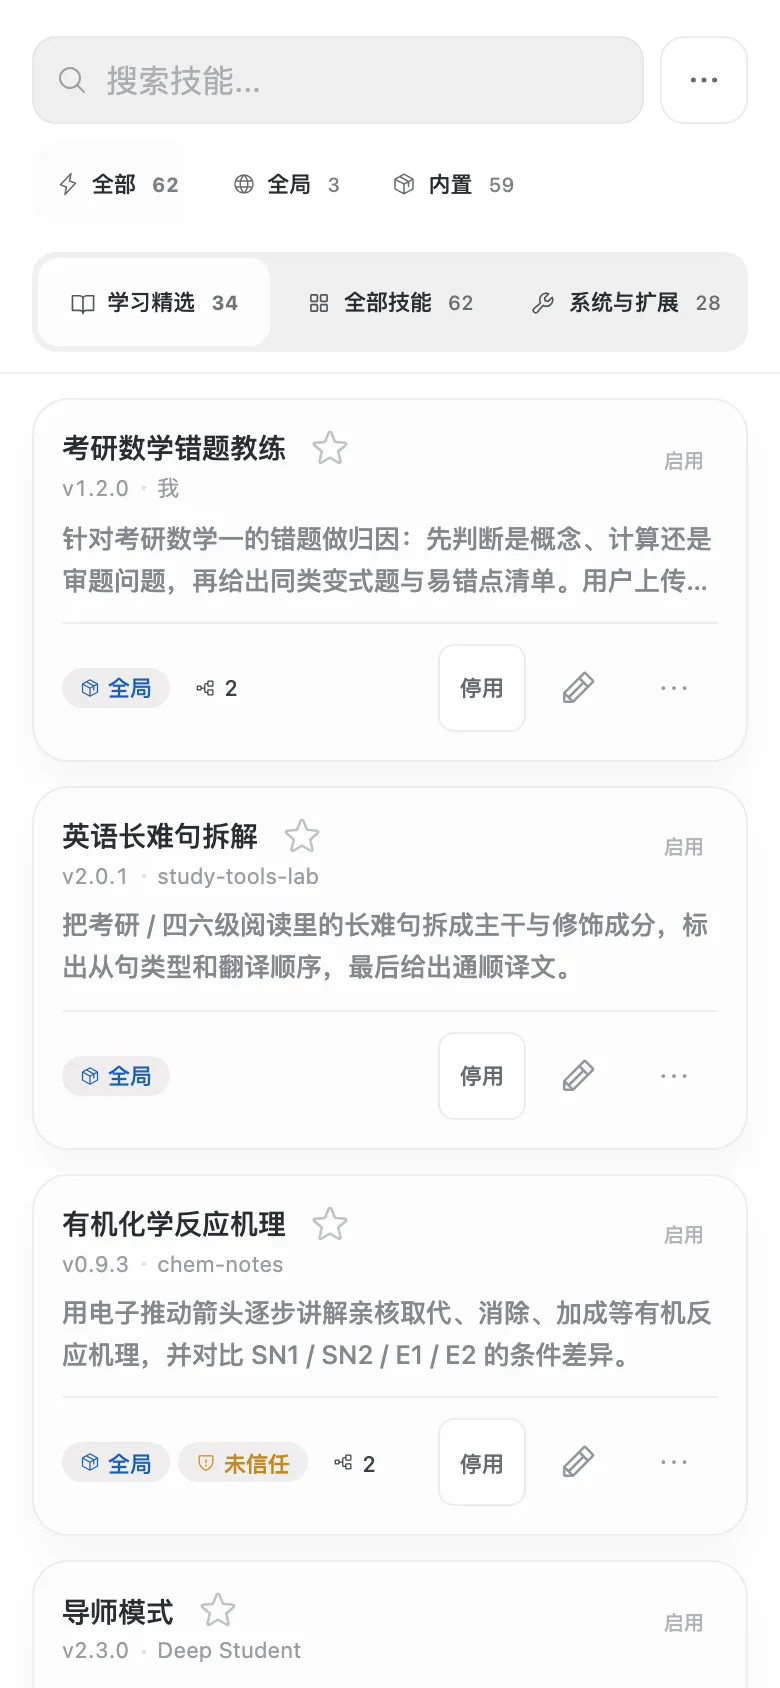 搜索技能...
全部 62 全局 3 内置 59
学习精选 34 全部技能 62 系统与扩展 28
考研数学错题教练
启用
v1.2.0 · 我
针对考研数学一的错题做归因：先判断是概念、计算还是
审题问题，再给出同类变式题与易错点清单。用户上传...
全局 2 停用
英语长难句拆解
启用
v2.0.1 · study-tools-lab
把考研 / 四六级阅读里的长难句拆成主干与修饰成分，标
出从句类型和翻译顺序，最后给出通顺译文。
全局 停用
有机化学反应机理
启用
v0.9.3 · chem-notes
用电子推动箭头逐步讲解亲核取代、消除、加成等有机反
应机理，并对比 SN1 / SN2 / E1 / E2 的条件差异。
全局 未信任 2 停用
导师模式
启用
v2.3.0 · Deep Student